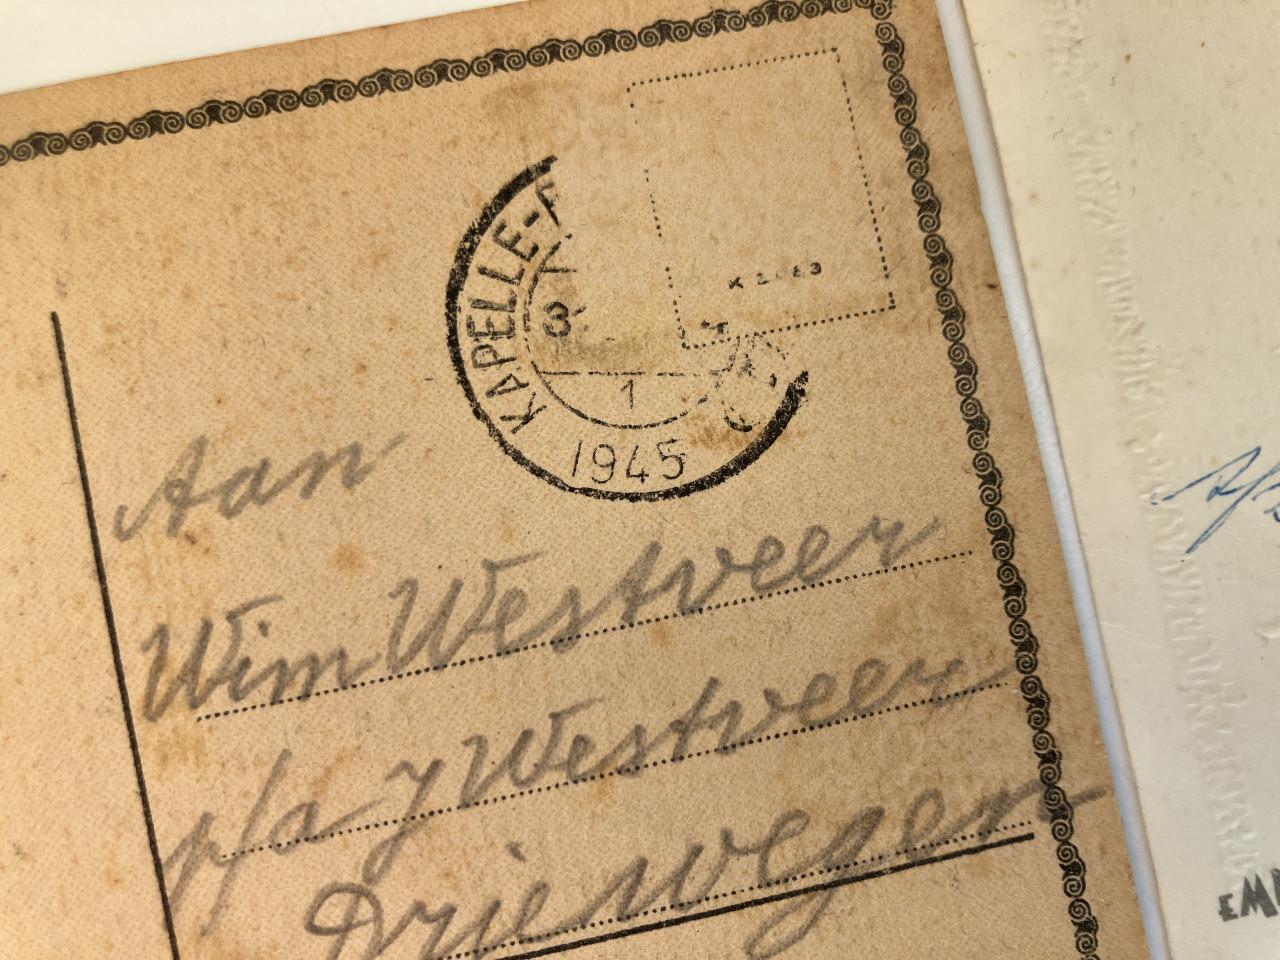 KAPELLE-
3
1
1945
Aan
Wim Westveer
p/a J Westveer
Driewegen